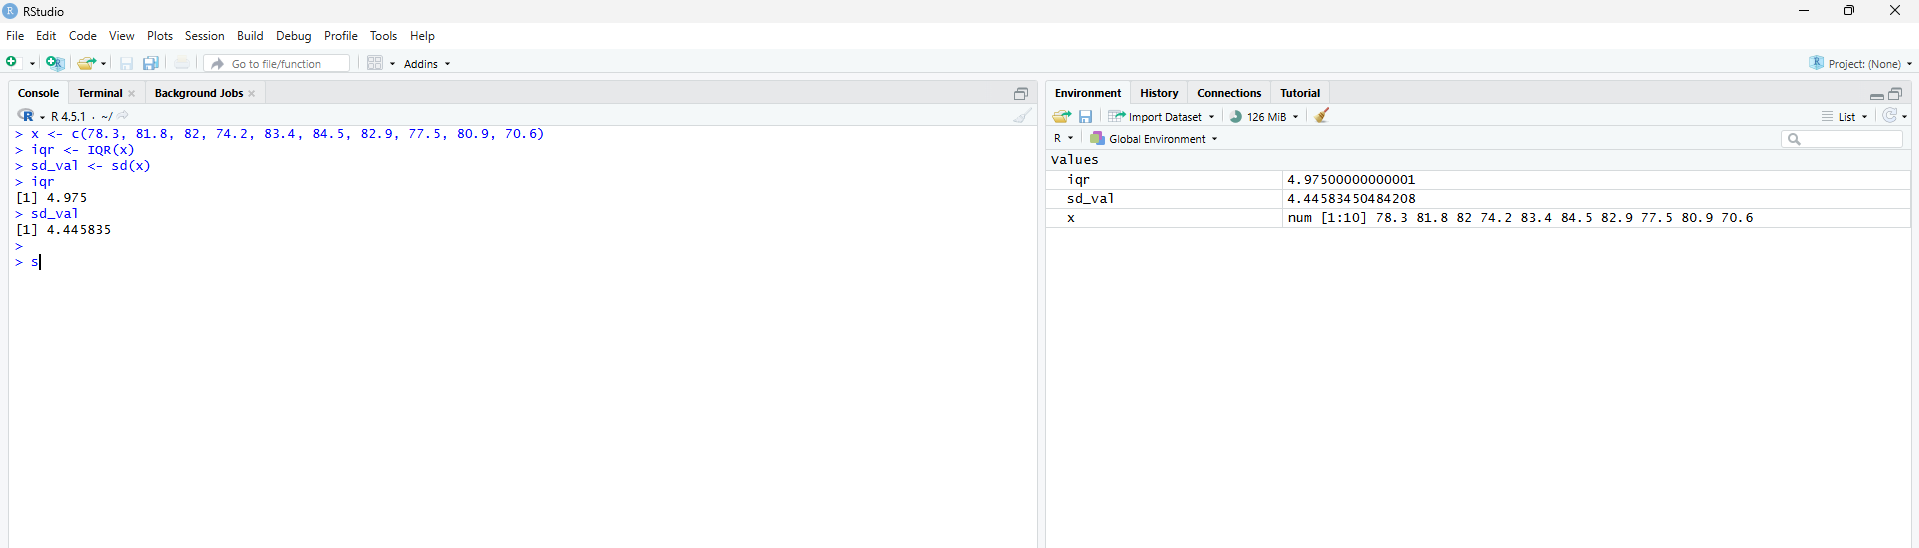 RStudio
File Edit Code View Plots Session Build Debug Profile Tools Help
Go to file/function Addins Project: (None)
Console Terminal Background Jobs
R 4.5.1 · ~/
> x <- c(78.3, 81.8, 82, 74.2, 83.4, 84.5, 82.9, 77.5, 80.9, 70.6)
> iqr <- IQR(x)
> sd_val <- sd(x)
> iqr
[1] 4.975
> sd_val
[1] 4.445835
>
> s
Environment History Connections Tutorial
Import Dataset 126 MiB List
R Global Environment
Values
iqr 4.97500000000001
sd_val 4.44583450484208
x num [1:10] 78.3 81.8 82 74.2 83.4 84.5 82.9 77.5 80.9 70.6